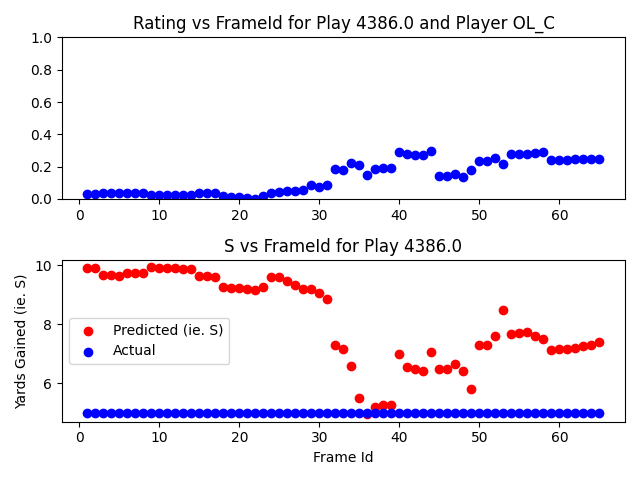 Rating vs FrameId for Play 4386.0 and Player OL_C
1.0
0.8
0.6
0.4
0.2
0.0
0 10 20 30 40 50 60
S vs FrameId for Play 4386.0
Yards Gained (ie. S)
10
8
6
Predicted (ie. S)
Actual
0 10 20 30 40 50 60
Frame Id